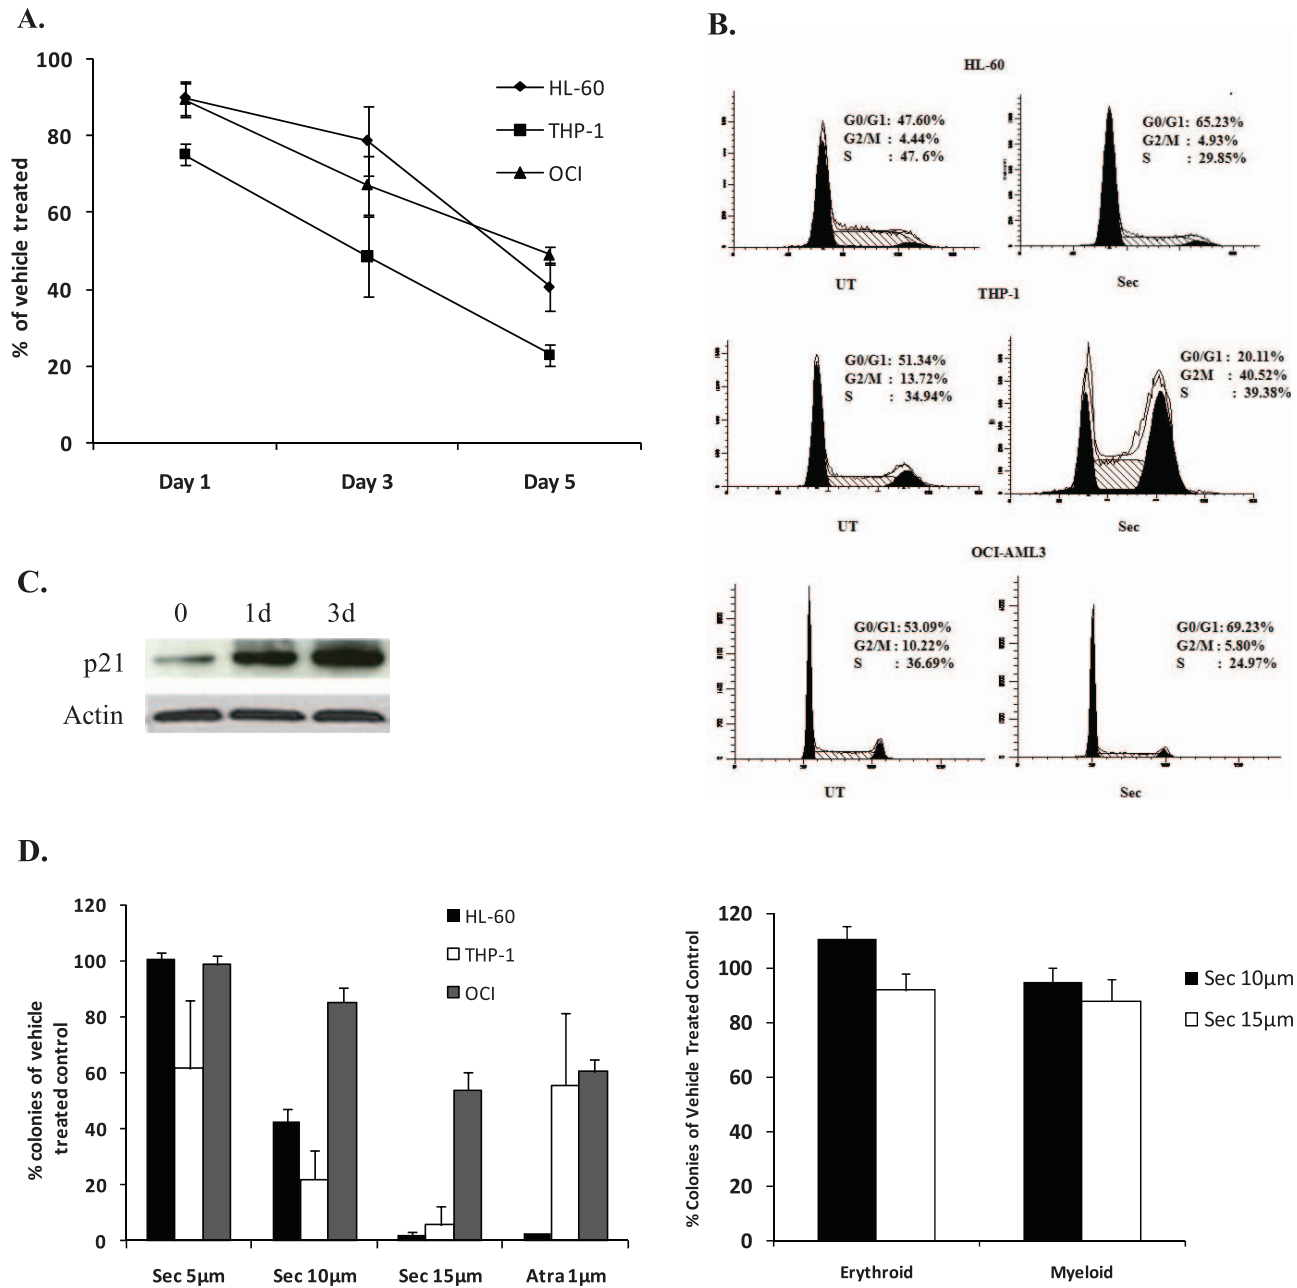 A.
100
80
60
40
20
0
% of vehicle treated
HL-60
THP-1
OCI
Day 1
Day 3
Day 5
B.
HL-60
G0/G1: 47.60%
G2/M : 4.44%
S : 47.6%
UT
G0/G1: 65.23%
G2/M : 4.93%
S : 29.85%
Sec
THP-1
G0/G1: 51.34%
G2/M : 13.72%
S : 34.94%
UT
G0/G1 : 20.11%
G2M : 40.52%
S : 39.38%
Sec
OCI-AML3
G0/G1: 53.09%
G2/M : 10.22%
S : 36.69%
UT
G0/G1: 69.23%
G2/M : 5.80%
S : 24.97%
Sec
C.
0 1d 3d
p21
Actin
D.
120
100
80
60
40
20
0
% colonies of vehicle
treated control
HL-60
THP-1
OCI
Sec 5µm
Sec 10µm
Sec 15µm
Atra 1µm
120
100
80
60
40
20
0
% Colonies of Vehicle Treated Control
Sec 10µm
Sec 15µm
Erythroid
Myeloid